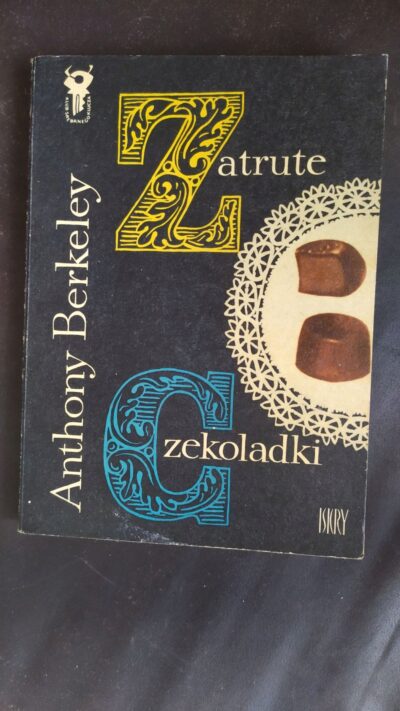 Anthony Berkeley
Zatrute
Czekoladki
ISKRY